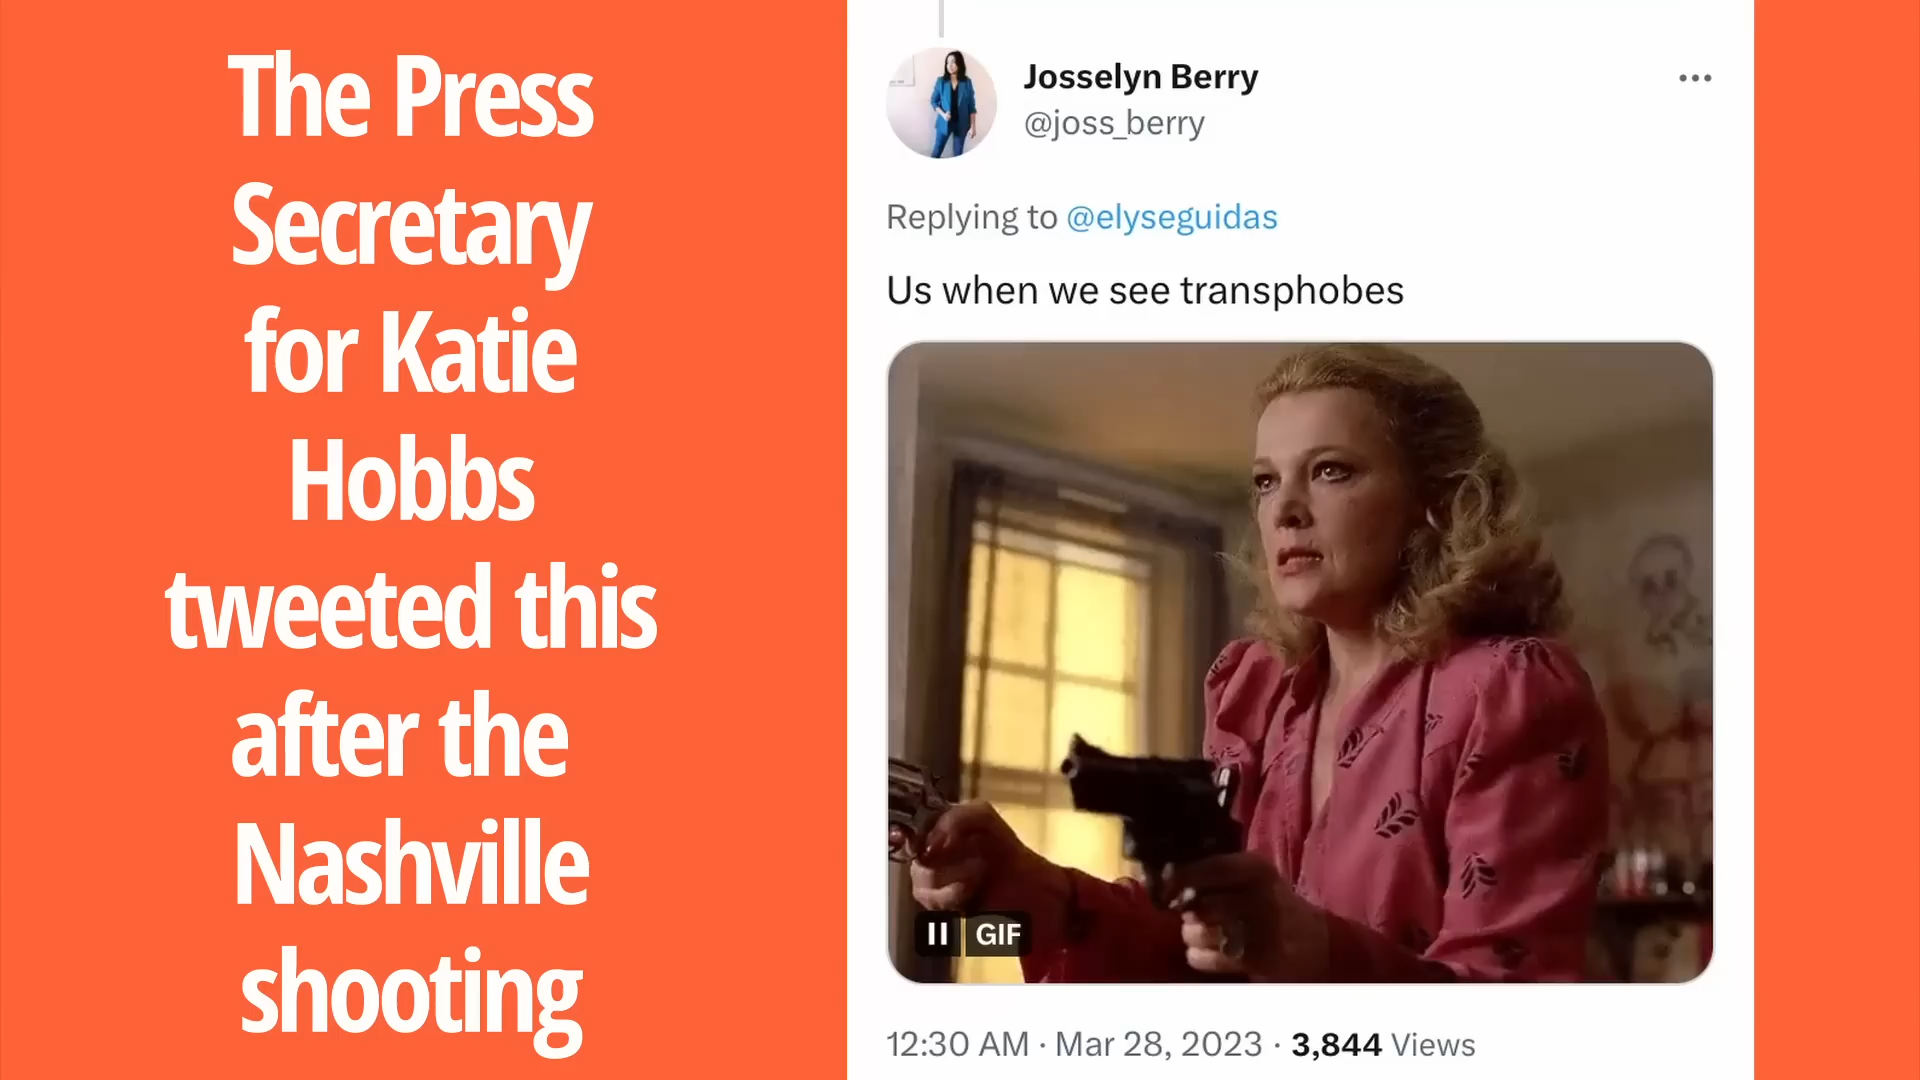 The Press
Secretary
for Katie
Hobbs
tweeted this
after the
Nashville
shooting
Josselyn Berry
@joss_berry
Replying to @elyseguidas
Us when we see transphobes
GIF
12:30 AM · Mar 28, 2023 · 3,844 Views